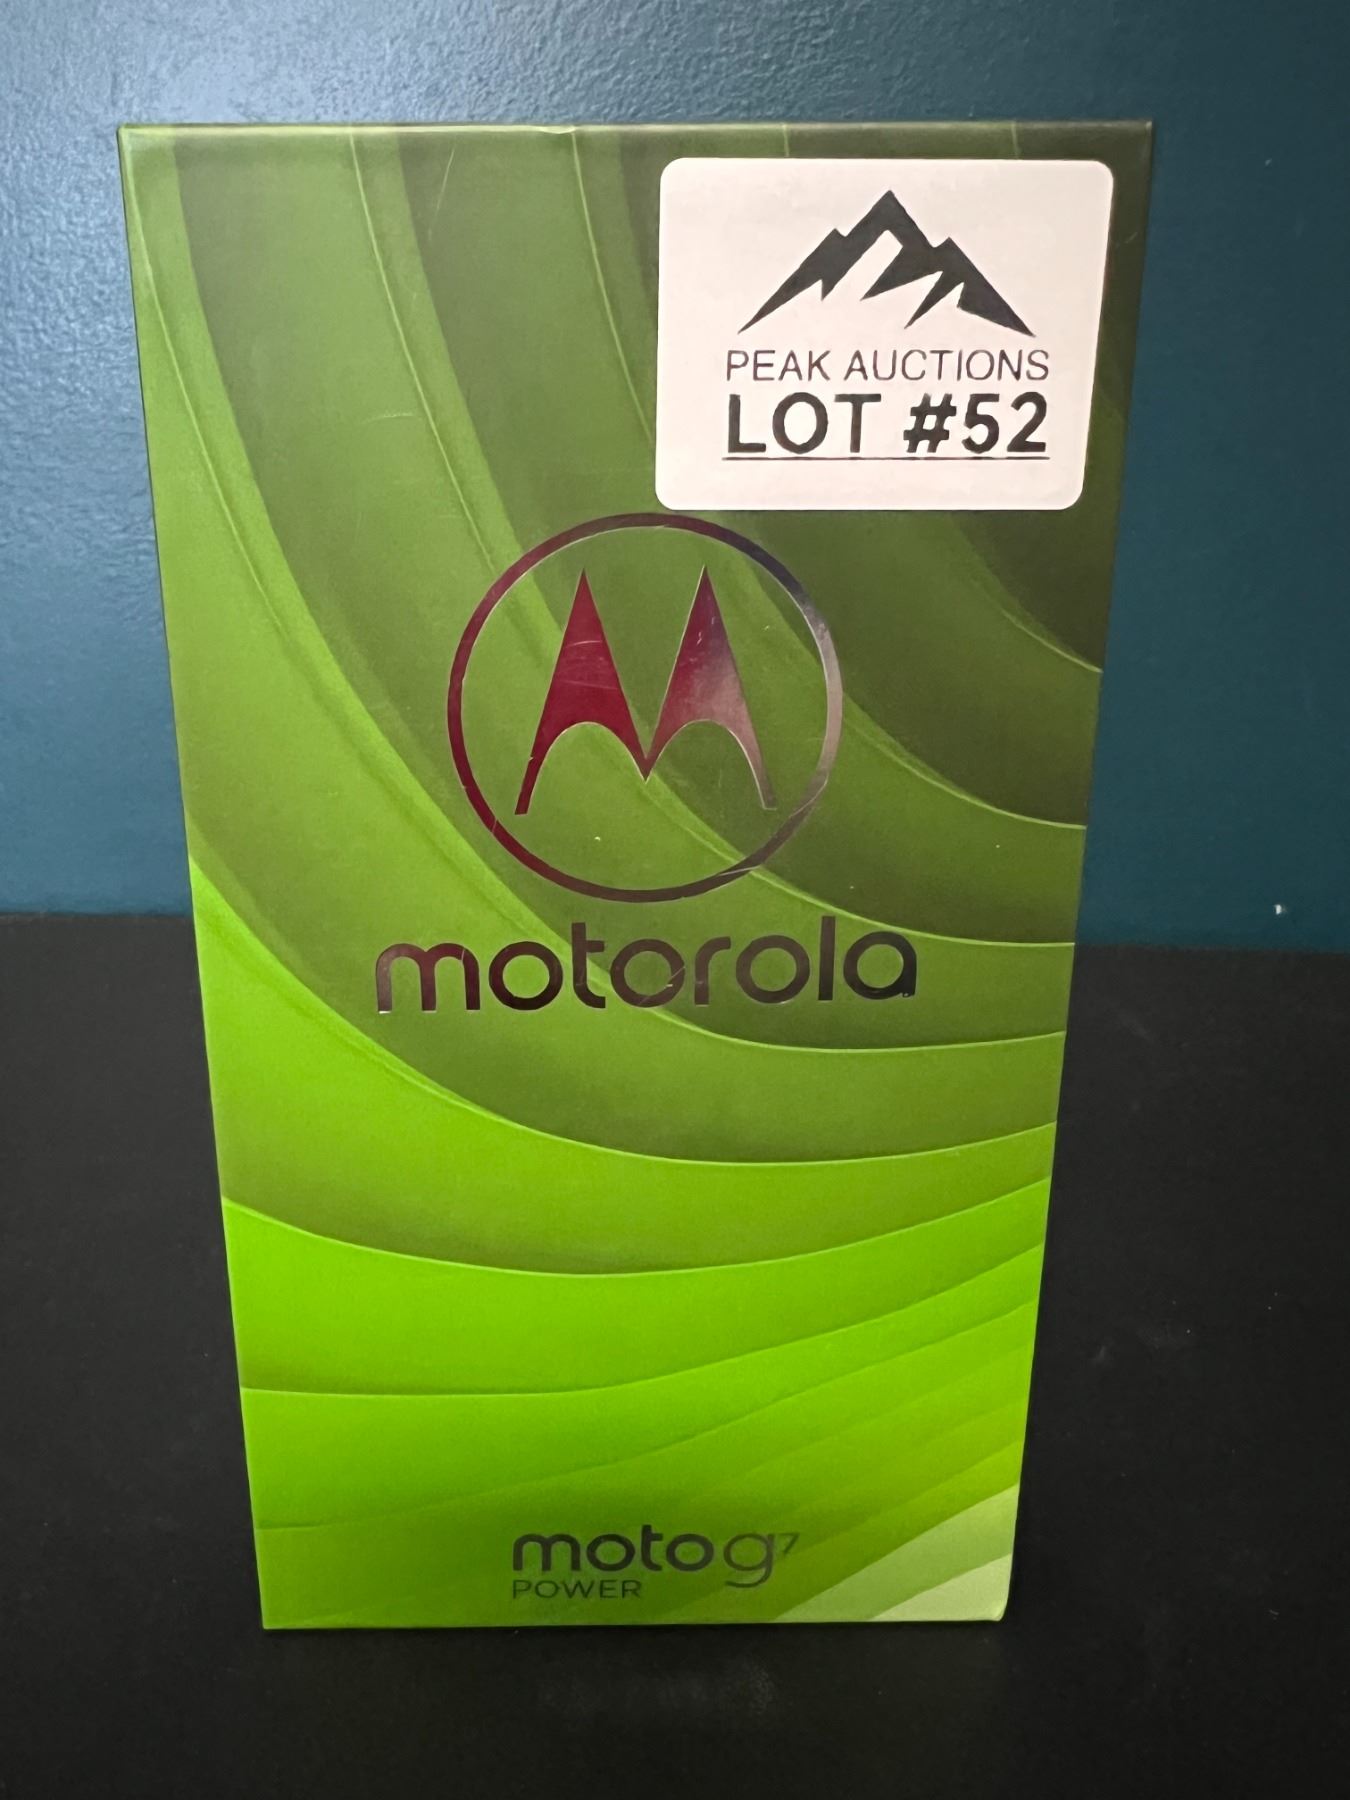 PEAK AUCTIONS
LOT #52
motorola
moto g7
POWER